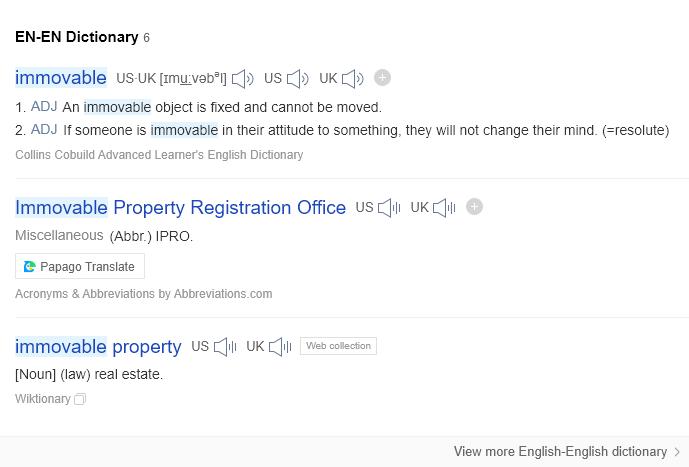 EN-EN Dictionary 6
immovable US·UK [ɪmu:vəbᵊl] US UK
1. ADJ An immovable object is fixed and cannot be moved.
2. ADJ If someone is immovable in their attitude to something, they will not change their mind. (=resolute)
Collins Cobuild Advanced Learner's English Dictionary
Immovable Property Registration Office US UK
Miscellaneous (Abbr.) IPRO.
Papago Translate
Acronyms & Abbreviations by Abbreviations.com
immovable property US UK Web collection
[Noun] (law) real estate.
Wiktionary
View more English-English dictionary